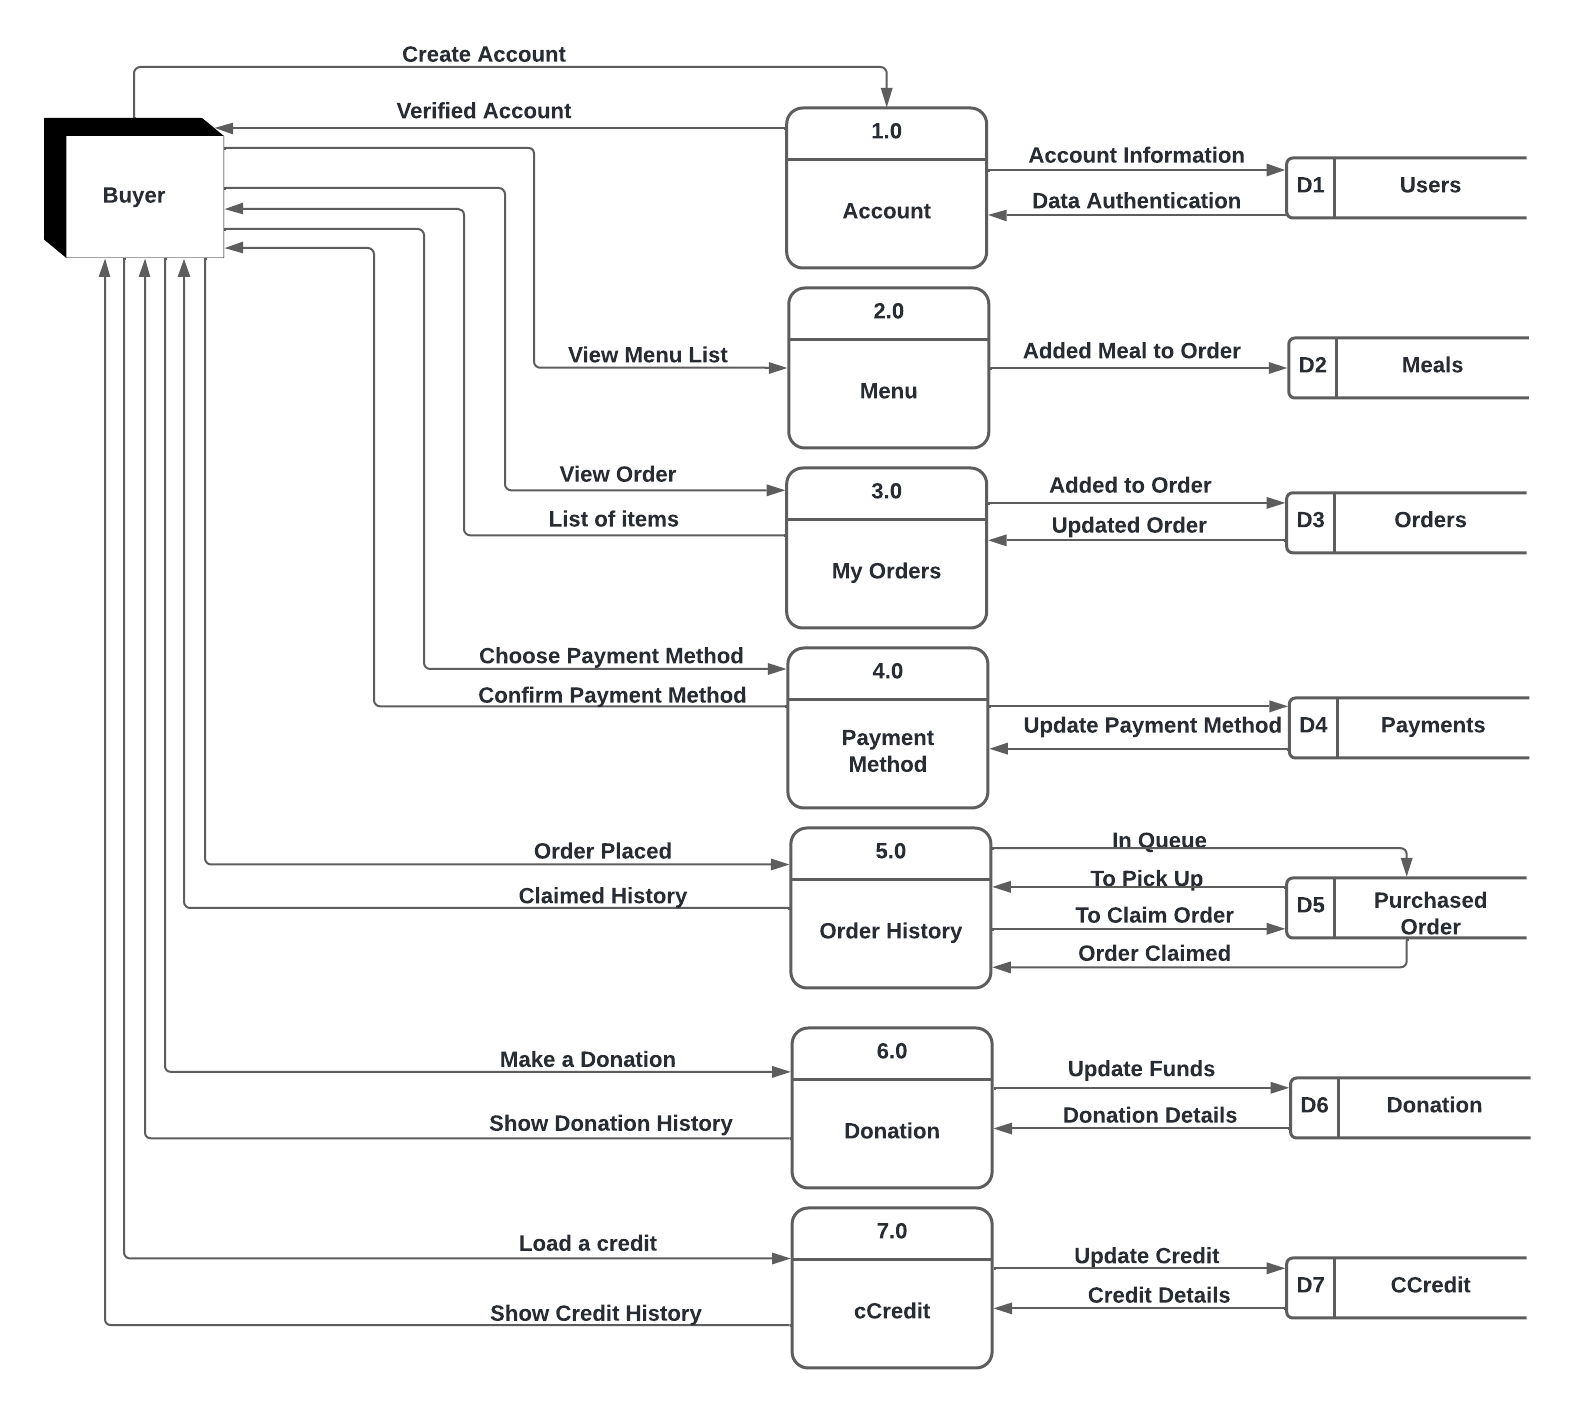 Create Account
Verified Account
Buyer
1.0
Account
Account Information
Data Authentication
D1
Users
2.0
Menu
View Menu List
Added Meal to Order
D2
Meals
3.0
My Orders
View Order
List of items
Added to Order
Updated Order
D3
Orders
4.0
Payment
Method
Choose Payment Method
Confirm Payment Method
Update Payment Method
D4
Payments
5.0
Order History
Order Placed
Claimed History
In Queue
To Pick Up
To Claim Order
Order Claimed
D5
Purchased
Order
6.0
Donation
Make a Donation
Show Donation History
Update Funds
Donation Details
D6
Donation
7.0
cCredit
Load a credit
Show Credit History
Update Credit
Credit Details
D7
CCredit